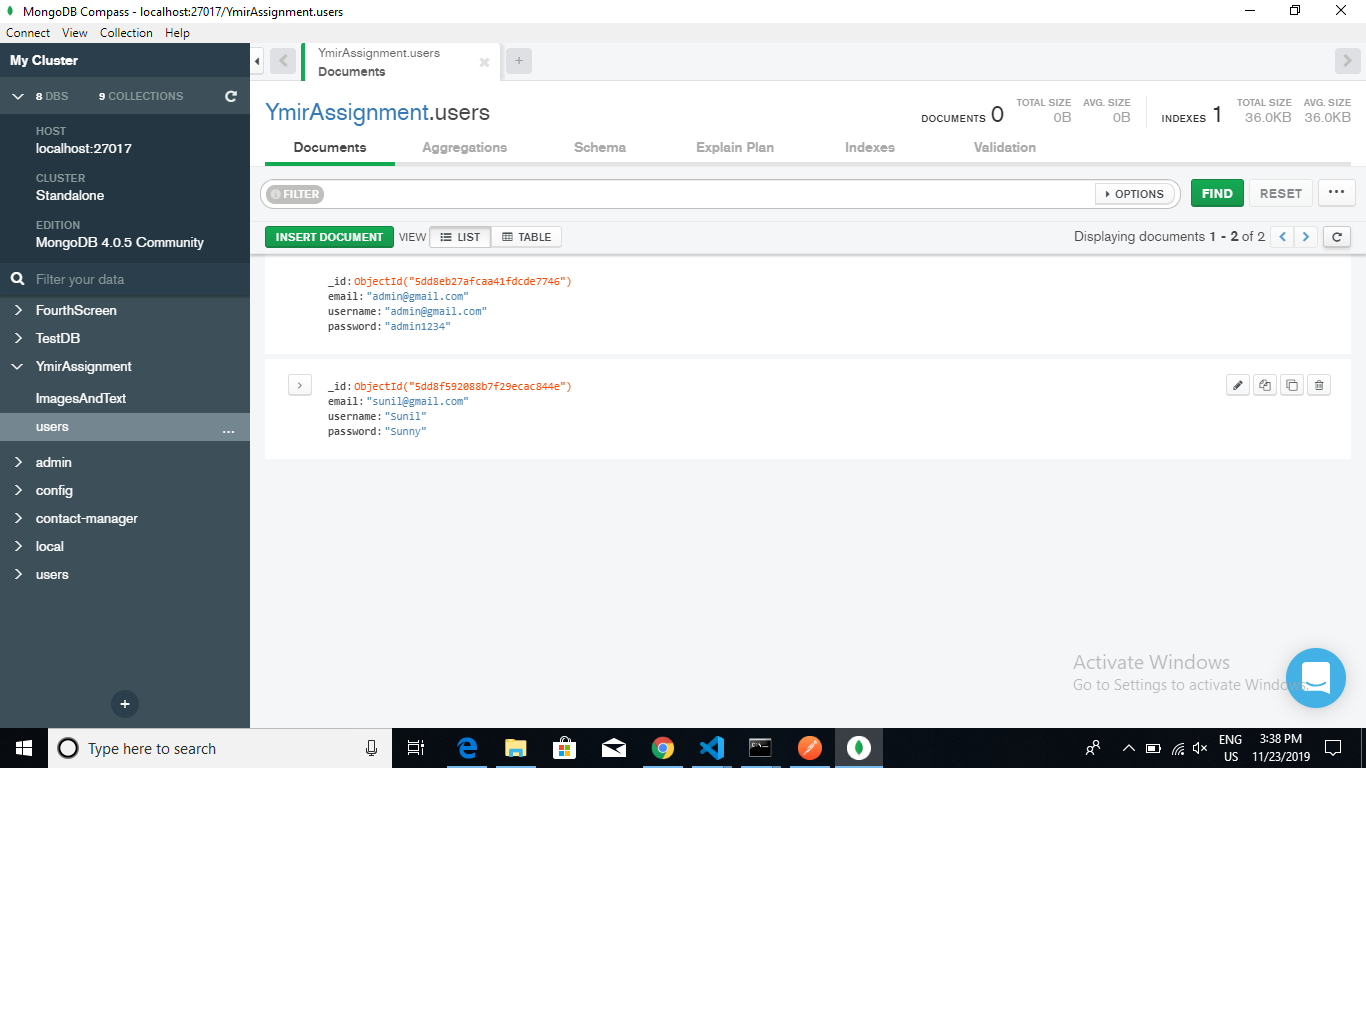 MongoDB Compass - localhost:27017/YmirAssignment.users
Connect View Collection Help
My Cluster
8 DBS 9 COLLECTIONS
HOST
localhost:27017
CLUSTER
Standalone
EDITION
MongoDB 4.0.5 Community
Filter your data
FourthScreen
TestDB
YmirAssignment
ImagesAndText
users ...
admin
config
contact-manager
local
users
+
YmirAssignment.users
Documents
+
YmirAssignment.users
DOCUMENTS 0 TOTAL SIZE 0B AVG. SIZE 0B
INDEXES 1 TOTAL SIZE 36.0KB AVG. SIZE 36.0KB
Documents Aggregations Schema Explain Plan Indexes Validation
FILTER OPTIONS FIND RESET ...
INSERT DOCUMENT VIEW LIST TABLE Displaying documents 1 - 2 of 2
_id: ObjectId("5dd8eb27afcaa41fdcde7746")
email: "admin@gmail.com"
username: "admin@gmail.com"
password: "admin1234"
_id: ObjectId("5dd8f592088b7f29ecac844e")
email: "sunil@gmail.com"
username: "Sunil"
password: "Sunny"
Activate Windows
Go to Settings to activate Windows.
Type here to search
ENG
US
3:38 PM
11/23/2019